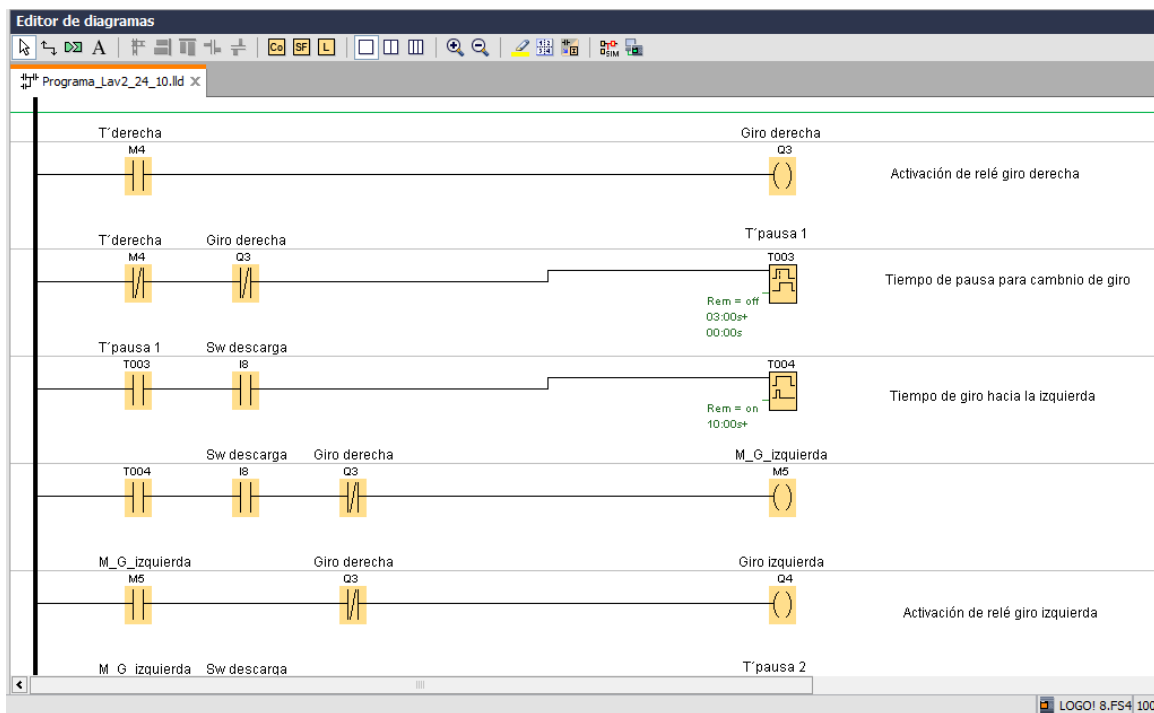 Editor de diagramas
A Co SF L SIM
Programa_Lav2_24_10.lld X
T´derecha Giro derecha
M4 Q3
Activación de relé giro derecha
T´derecha Giro derecha T´pausa 1
M4 Q3 T003
Tiempo de pausa para cambnio de giro
Rem = off
03:00s+
00:00s
T´pausa 1 Sw descarga
T003 I8 T004
Tiempo de giro hacia la izquierda
Rem = on
10:00s+
Sw descarga Giro derecha M_G_izquierda
T004 I8 Q3 M5
M_G_izquierda Giro derecha Giro izquierda
M5 Q3 Q4
Activación de relé giro izquierda
M_G_izquierda Sw descarga T´pausa 2
LOGO! 8.FS4 100